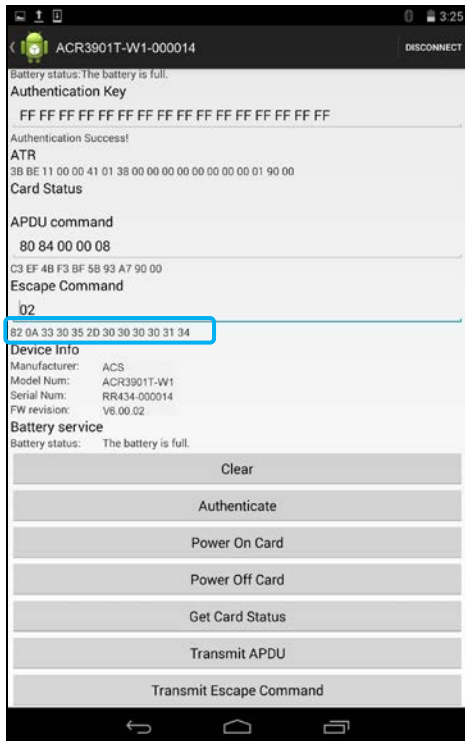 3:25
ACR3901T-W1-000014 DISCONNECT
Battery status:The battery is full.
Authentication Key
FF FF FF FF FF FF FF FF FF FF FF FF FF FF FF FF
Authentication Success!
ATR
3B BE 11 00 00 41 01 38 00 00 00 00 00 00 00 00 00 01 90 00
Card Status
APDU command
80 84 00 00 08
C3 EF 4B F3 BF 5B 93 A7 90 00
Escape Command
02
82 0A 33 30 35 2D 30 30 30 30 31 34
Device Info
Manufacturer: ACS
Model Num: ACR3901T-W1
Serial Num: RR434-000014
FW revision: V6.00.02
Battery service
Battery status: The battery is full.
Clear
Authenticate
Power On Card
Power Off Card
Get Card Status
Transmit APDU
Transmit Escape Command